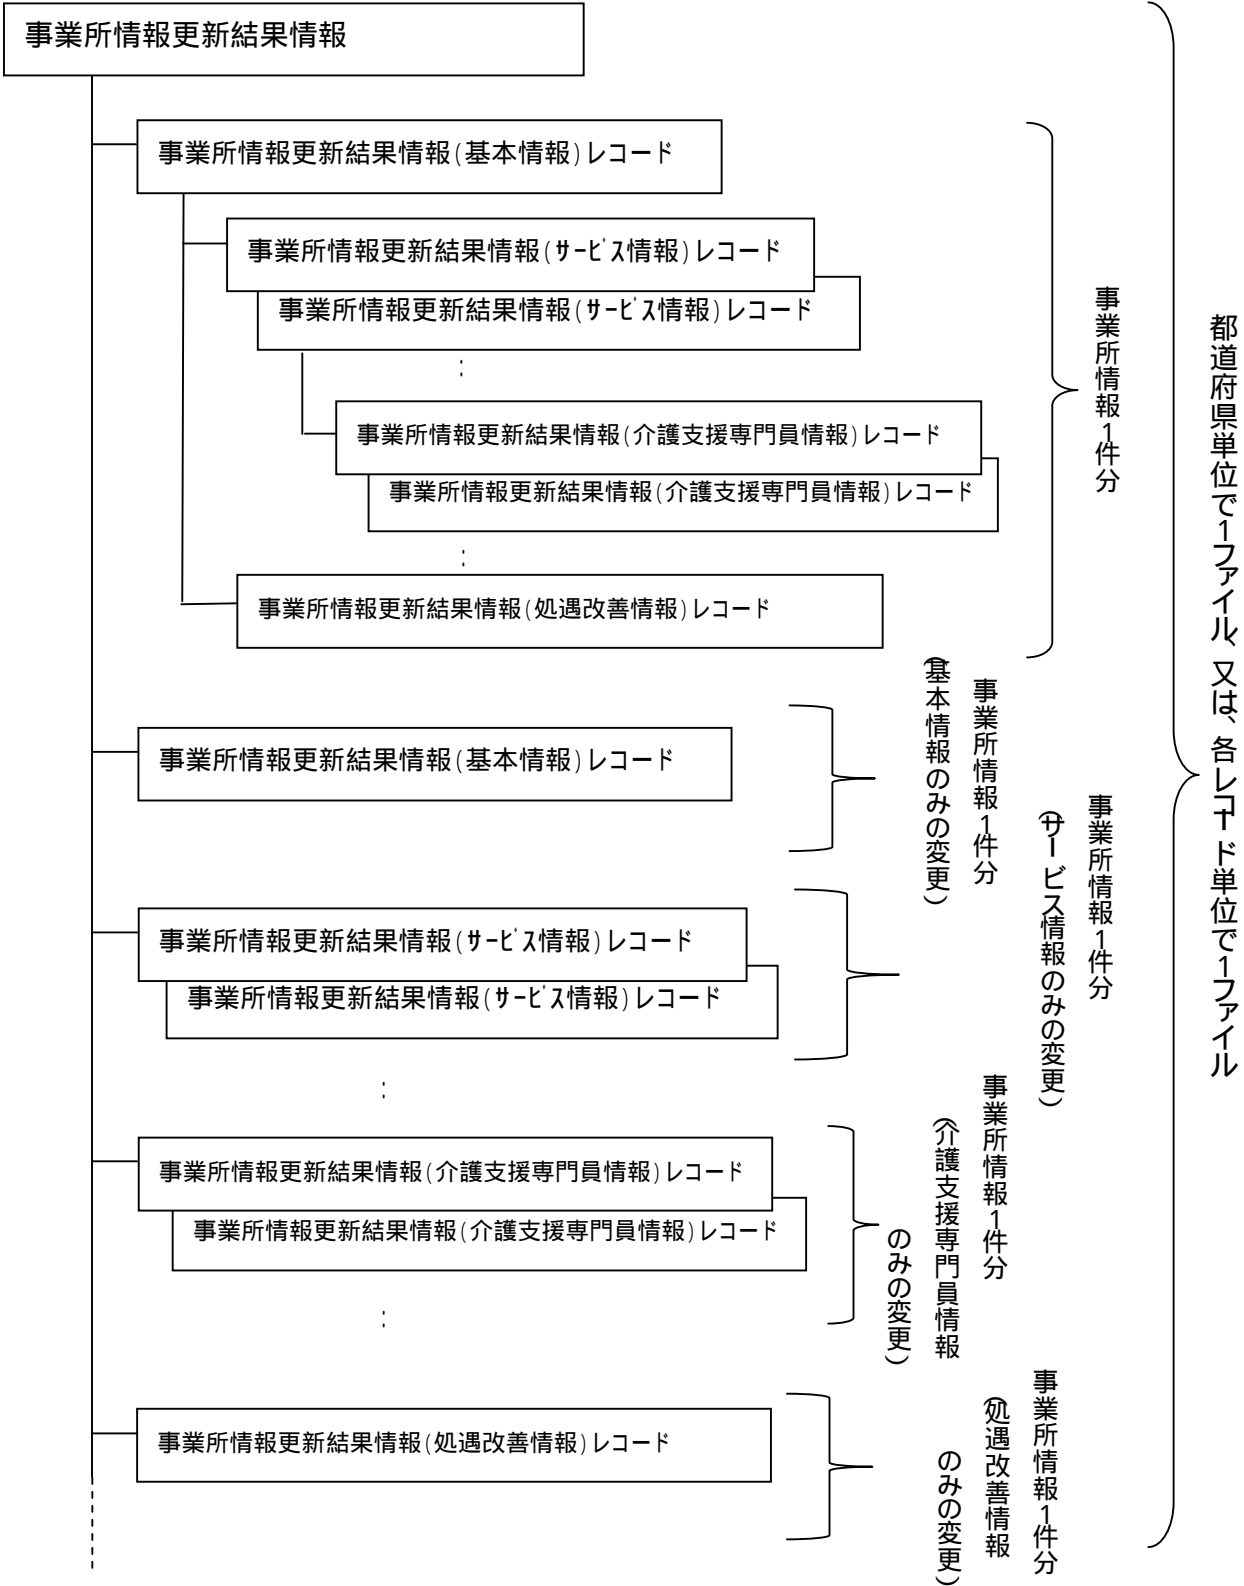 事業所情報更新結果情報
事業所情報更新結果情報(基本情報)レコード
事業所情報更新結果情報(ｻｰﾋﾞｽ情報)レコード
事業所情報更新結果情報(ｻｰﾋﾞｽ情報)レコード
:
事業所情報更新結果情報(介護支援専門員情報)レコード
事業所情報更新結果情報(介護支援専門員情報)レコード
:
事業所情報更新結果情報(処遇改善情報)レコード
事業所情報1件分
事業所情報更新結果情報(基本情報)レコード
事業所情報1件分
(基本情報のみの変更)
事業所情報更新結果情報(ｻｰﾋﾞｽ情報)レコード
事業所情報更新結果情報(ｻｰﾋﾞｽ情報)レコード
:
事業所情報1件分
(サービス情報のみの変更)
事業所情報更新結果情報(介護支援専門員情報)レコード
事業所情報更新結果情報(介護支援専門員情報)レコード
:
事業所情報1件分
(介護支援専門員情報
のみの変更)
事業所情報更新結果情報(処遇改善情報)レコード
事業所情報1件分
(処遇改善情報
のみの変更)
都道府県単位で1ファイル、又は、各レコード単位で1ファイル